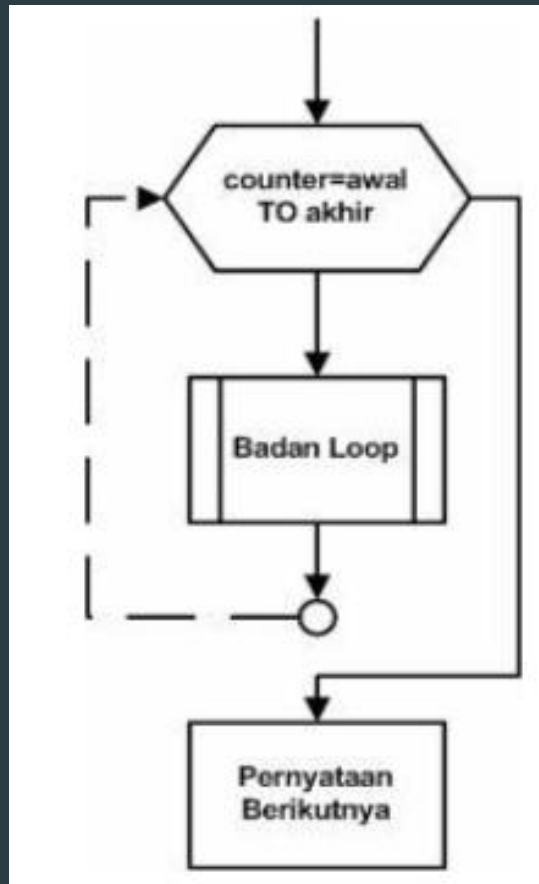 counter=awal
TO akhir
Badan Loop
Pernyataan
Berikutnya